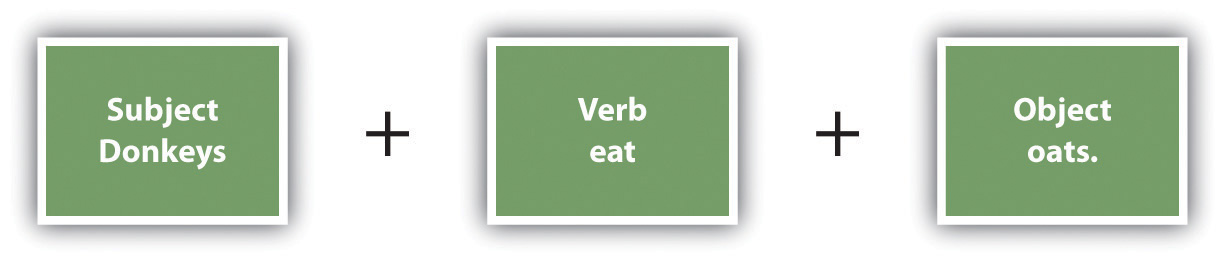 Subject
Donkeys
+
Verb
eat
+
Object
oats.